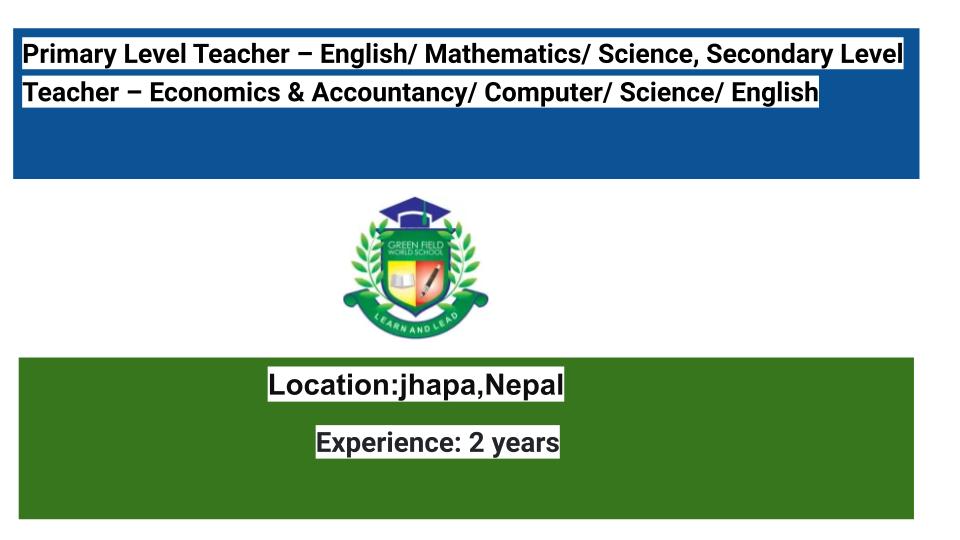 Primary Level Teacher – English/ Mathematics/ Science, Secondary Level
Teacher – Economics & Accountancy/ Computer/ Science/ English
GREEN FIELD
WORLD SCHOOL
LEARN AND LEAD
Location:jhapa,Nepal
Experience: 2 years